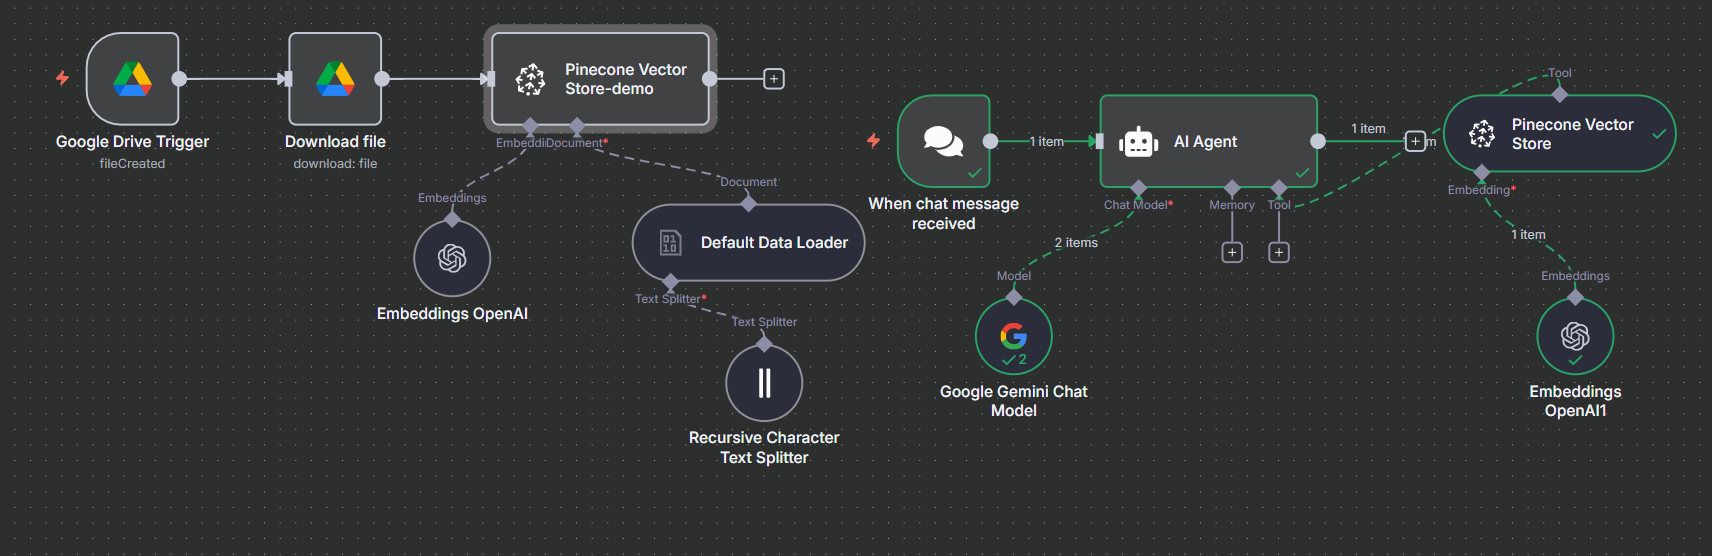 Google Drive Trigger
fileCreated
Download file
download: file
Pinecone Vector
Store-demo
Document*
Embeddings
Embeddings OpenAI
Document
Default Data Loader
Text Splitter*
Text Splitter
Recursive Character
Text Splitter
When chat message
received
1 item
AI Agent
1 item
Chat Model*
Memory
Tool
2 items
Model
2
Google Gemini Chat
Model
Tool
Pinecone Vector
Store
Embedding*
1 item
Embeddings
Embeddings
OpenAI1